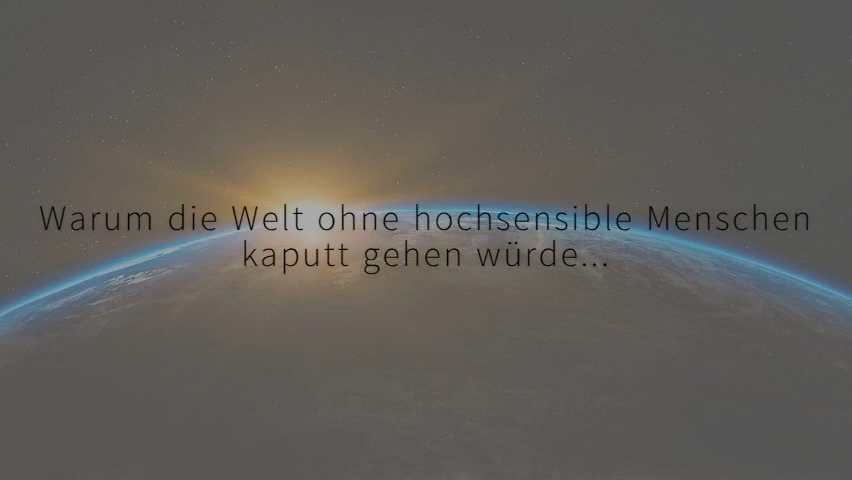 Warum die Welt ohne hochsensible Menschen
kaputt gehen würde...